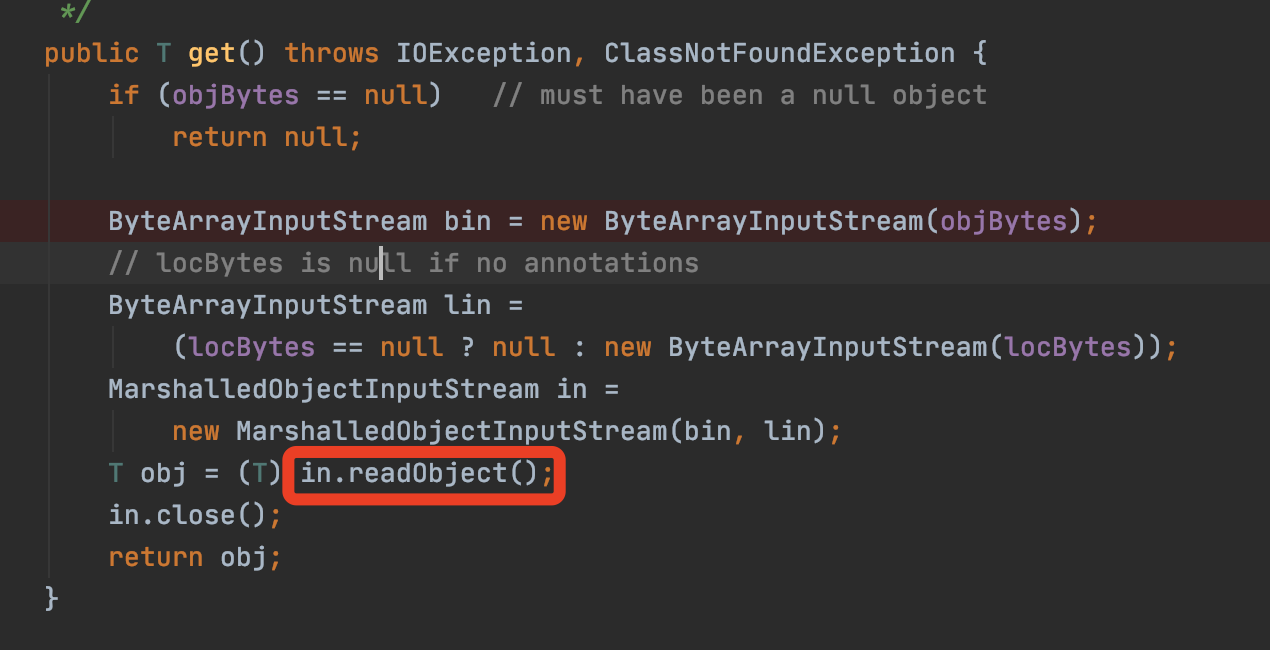 */
public T get() throws IOException, ClassNotFoundException {
if (objBytes == null)   // must have been a null object
return null;
ByteArrayInputStream bin = new ByteArrayInputStream(objBytes);
// locBytes is null if no annotations
ByteArrayInputStream lin =
(locBytes == null ? null : new ByteArrayInputStream(locBytes));
MarshalledObjectInputStream in =
new MarshalledObjectInputStream(bin, lin);
T obj = (T) in.readObject();
in.close();
return obj;
}